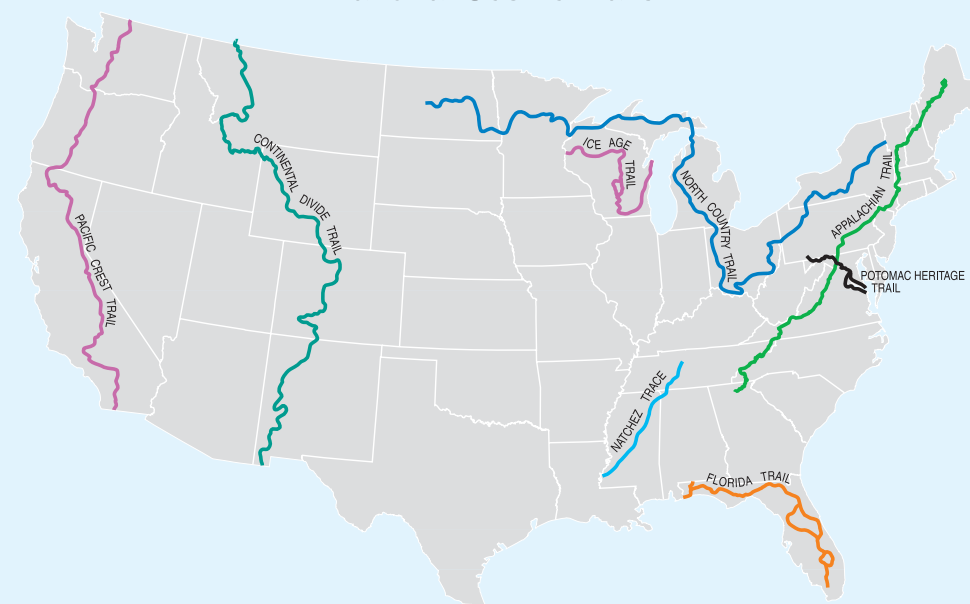 PACIFIC CREST TRAIL
CONTINENTAL DIVIDE TRAIL
ICE AGE
TRAIL
NORTH COUNTRY TRAIL
APPALACHIAN TRAIL
POTOMAC HERITAGE
TRAIL
NATCHEZ TRACE
FLORIDA TRAIL